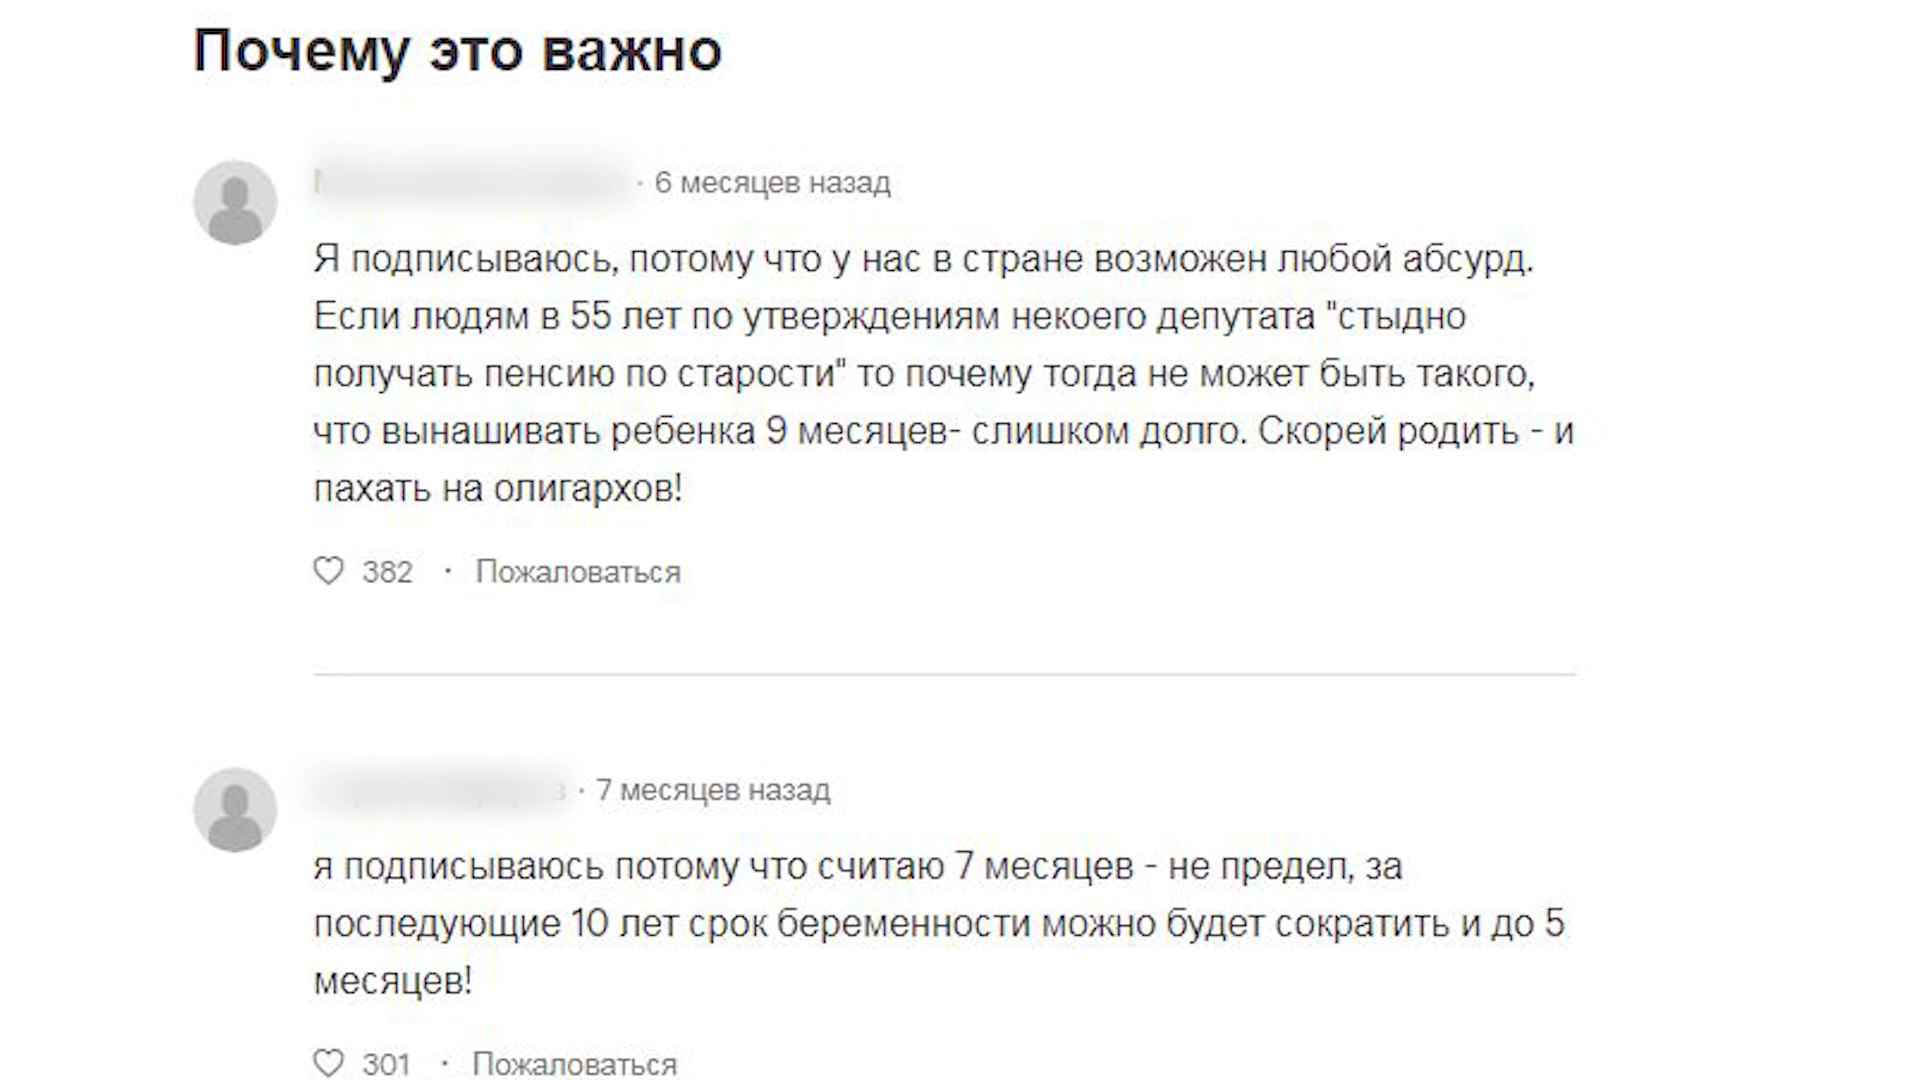 Почему это важно
· 6 месяцев назад
Я подписываюсь, потому что у нас в стране возможен любой абсурд.
Если людям в 55 лет по утверждениям некоего депутата "стыдно
получать пенсию по старости" то почему тогда не может быть такого,
что вынашивать ребенка 9 месяцев- слишком долго. Скорей родить - и
пахать на олигархов!
382 · Пожаловаться
· 7 месяцев назад
я подписываюсь потому что считаю 7 месяцев - не предел, за
последующие 10 лет срок беременности можно будет сократить и до 5
месяцев!
301 · Пожаловаться